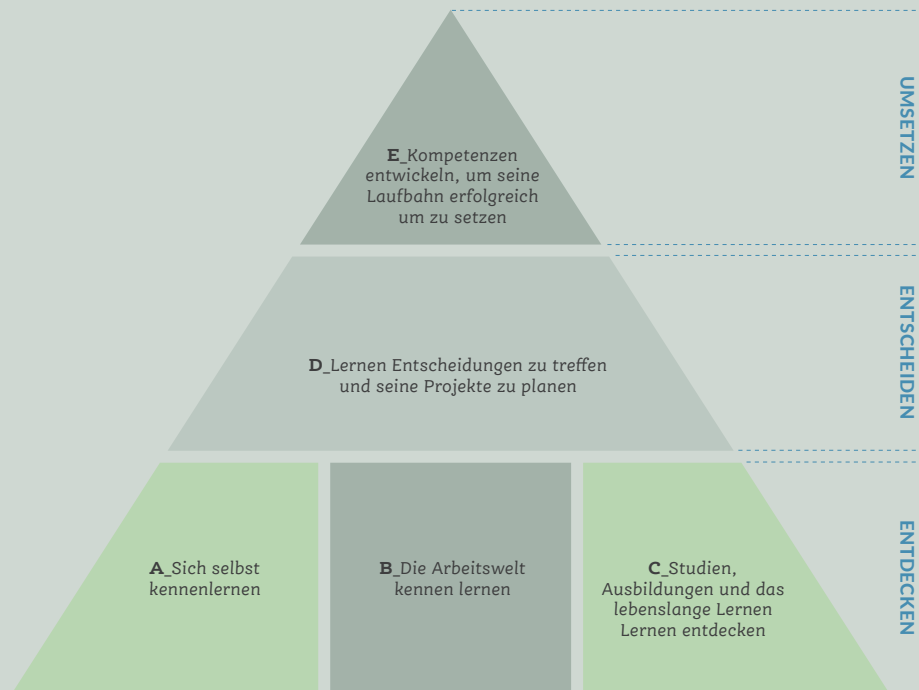 E_Kompetenzen
entwickeln, um seine
Laufbahn erfolgreich
um zu setzen
UMSETZEN
D_Lernen Entscheidungen zu treffen
und seine Projekte zu planen
ENTSCHEIDEN
A_Sich selbst
kennenlernen
B_Die Arbeitswelt
kennen lernen
C_Studien,
Ausbildungen und das
lebenslange Lernen
Lernen entdecken
ENTDECKEN